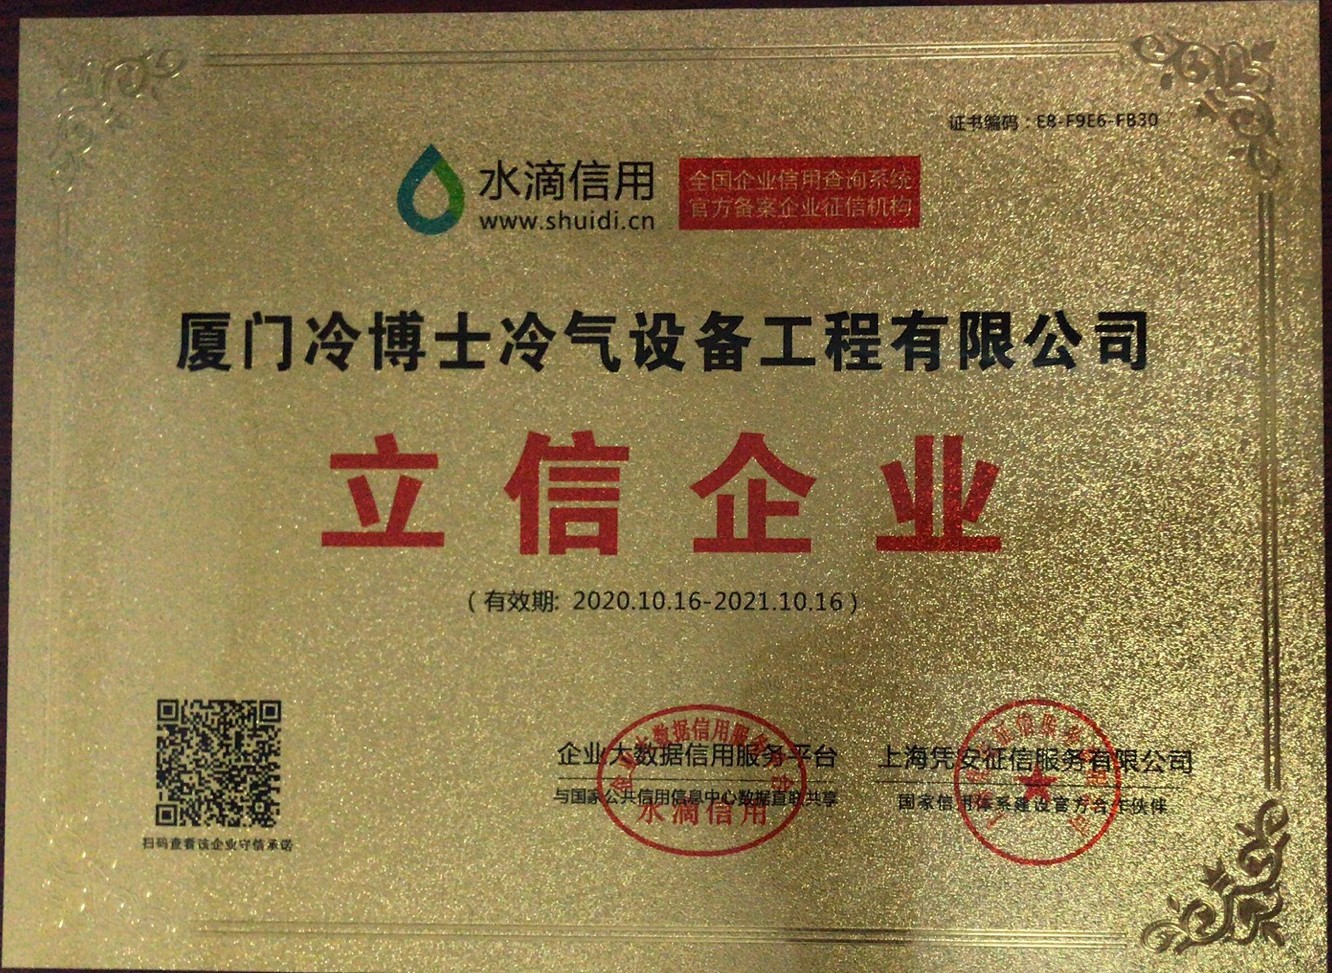 证书编码：E8-F9E6-FB30
水滴信用
www.shuidi.cn
全国企业信用查询系统
官方备案企业征信机构
厦门冷博士冷气设备工程有限公司
立信企业
（有效期: 2020.10.16-2021.10.16）
企业大数据信用服务平台
与国家公共信用信息中心数据直联共享
水滴信用
上海凭安征信服务有限公司
国家信用体系建设官方合作伙伴
扫码查看该企业守信承诺